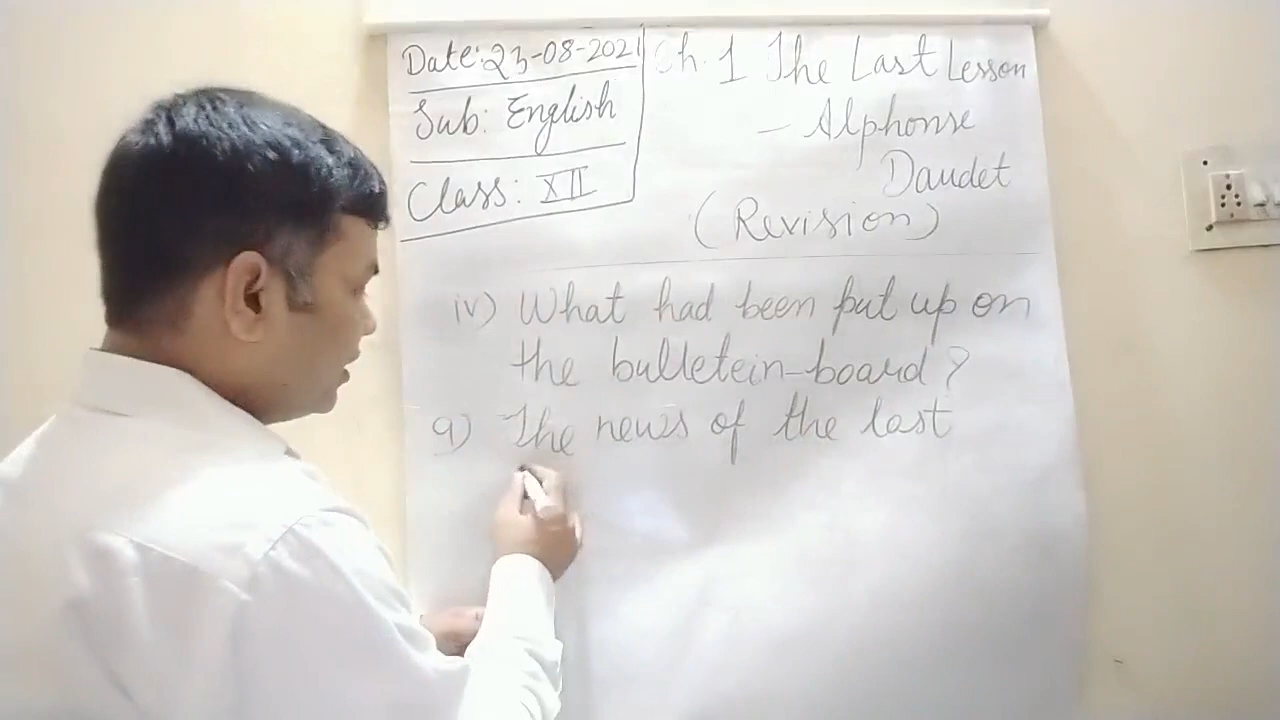 Date: 23-08-2021
Sub: English
Class: XII
Ch. 1 The Last Lesson
- Alphonse
Daudet
(Revision)
iv) What had been put up on
the bulletein-board?
a) The news of the last